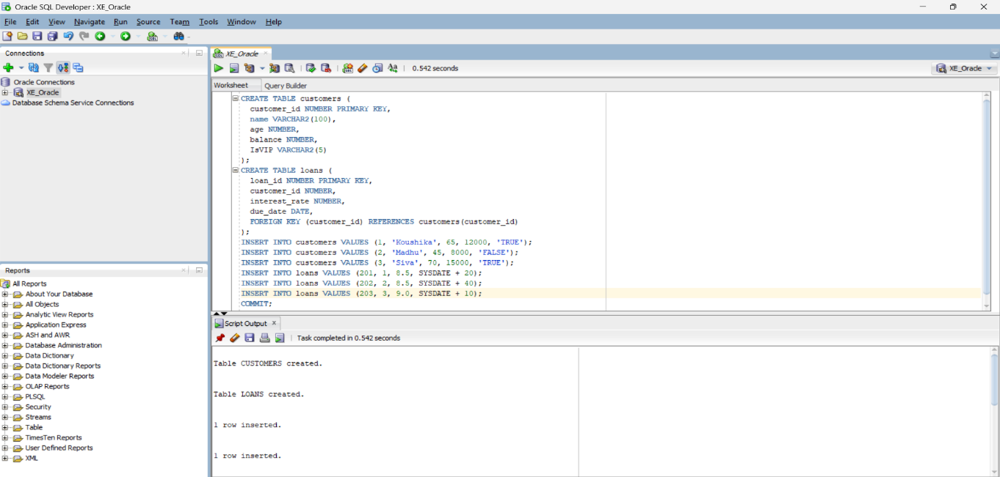 Oracle SQL Developer : XE_Oracle
File Edit View Navigate Run Source Team Tools Window Help
Connections
Oracle Connections
XE_Oracle
Database Schema Service Connections
Reports
All Reports
About Your Database
All Objects
Analytic View Reports
Application Express
ASH and AWR
Database Administration
Data Dictionary
Data Dictionary Reports
Data Modeler Reports
OLAP Reports
PLSQL
Security
Streams
Table
TimesTen Reports
User Defined Reports
XML
XE_Oracle
0.542 seconds
XE_Oracle
Worksheet Query Builder
CREATE TABLE customers (
customer_id NUMBER PRIMARY KEY,
name VARCHAR2(100),
age NUMBER,
balance NUMBER,
IsVIP VARCHAR2(5)
);
CREATE TABLE loans (
loan_id NUMBER PRIMARY KEY,
customer_id NUMBER,
interest_rate NUMBER,
due_date DATE,
FOREIGN KEY (customer_id) REFERENCES customers(customer_id)
);
INSERT INTO customers VALUES (1, 'Koushika', 65, 12000, 'TRUE');
INSERT INTO customers VALUES (2, 'Madhu', 45, 8000, 'FALSE');
INSERT INTO customers VALUES (3, 'Siva', 70, 15000, 'TRUE');
INSERT INTO loans VALUES (201, 1, 8.5, SYSDATE + 20);
INSERT INTO loans VALUES (202, 2, 8.5, SYSDATE + 40);
INSERT INTO loans VALUES (203, 3, 9.0, SYSDATE + 10);
COMMIT;
Script Output
Task completed in 0.542 seconds
Table CUSTOMERS created.
Table LOANS created.
1 row inserted.
1 row inserted.